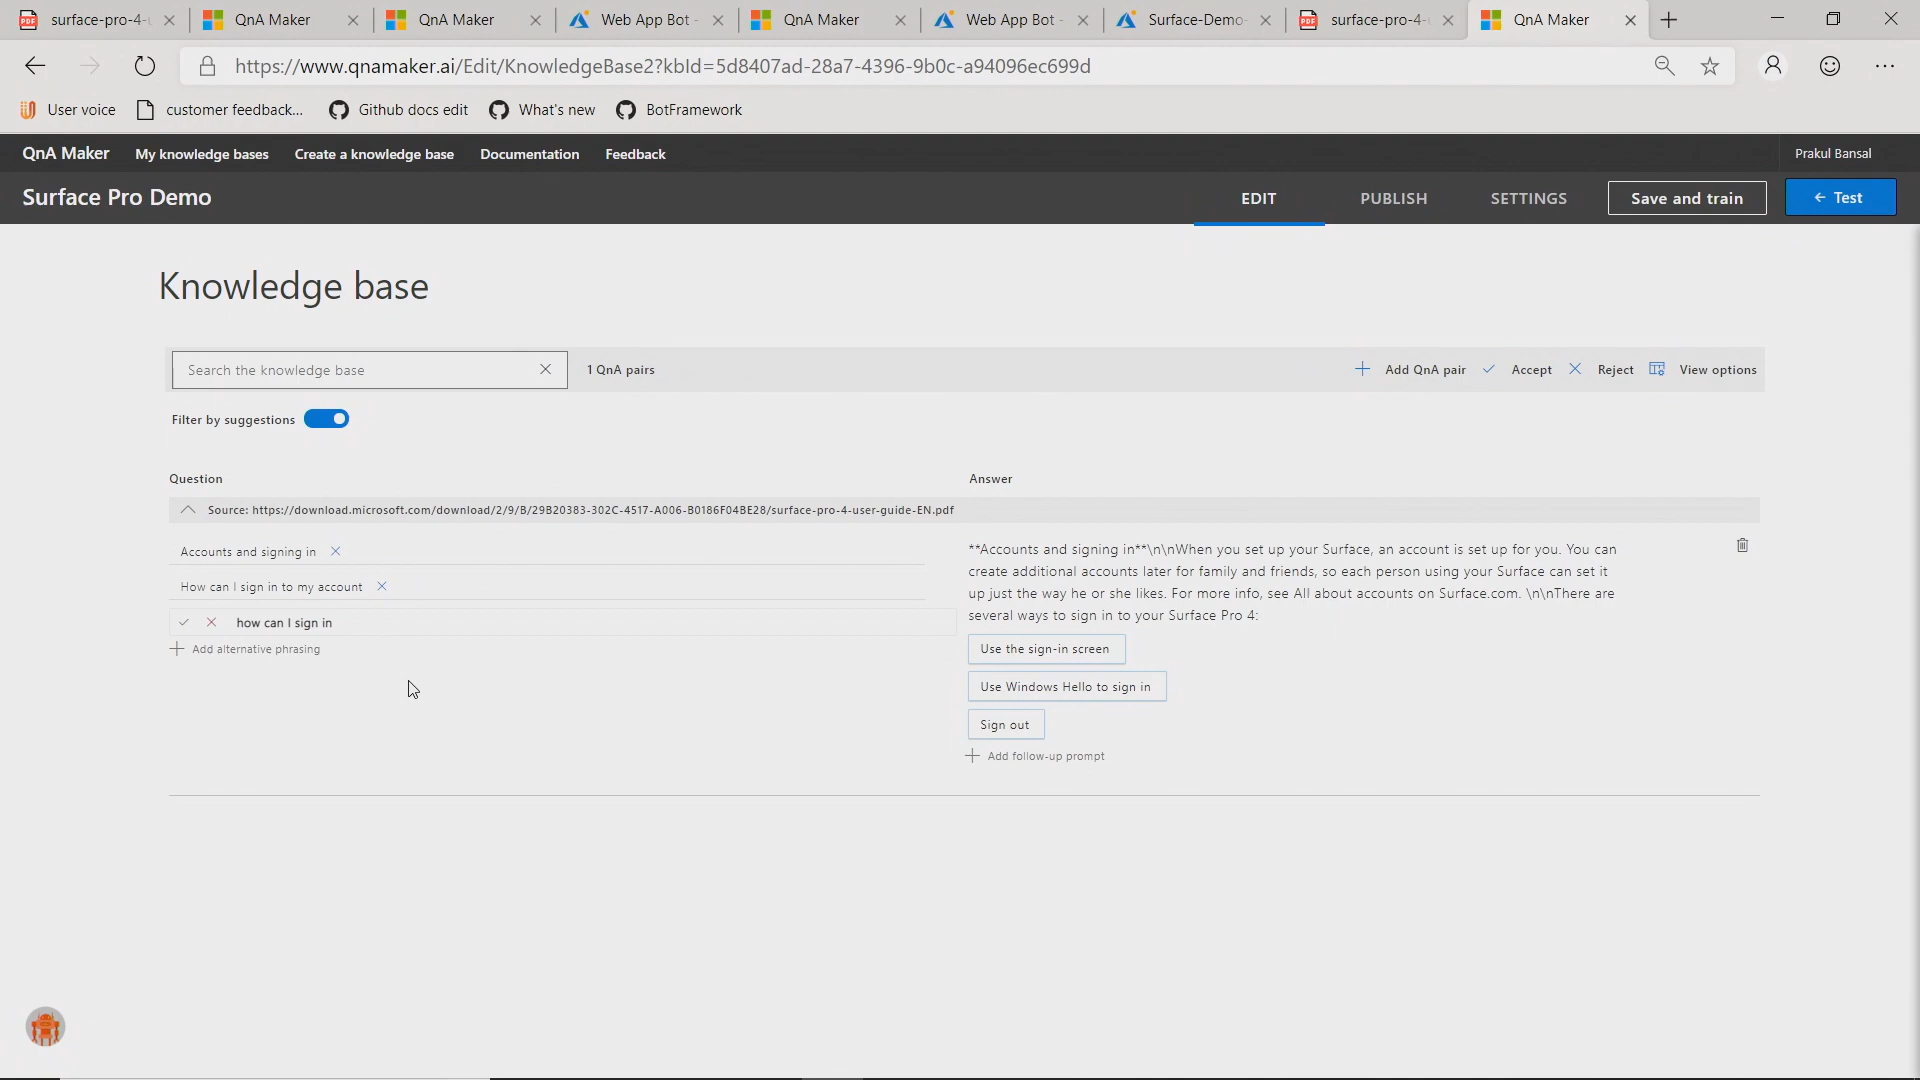 surface-pro-4-u
QnA Maker
QnA Maker
Web App Bot -
QnA Maker
Web App Bot -
Surface-Demo-
surface-pro-4-u
QnA Maker
https://www.qnamaker.ai/Edit/KnowledgeBase2?kbId=5d8407ad-28a7-4396-9b0c-a94096ec699d
User voice
customer feedback...
Github docs edit
What's new
BotFramework
QnA Maker
My knowledge bases
Create a knowledge base
Documentation
Feedback
Prakul Bansal
Surface Pro Demo
EDIT
PUBLISH
SETTINGS
Save and train
Test
Knowledge base
Search the knowledge base
1 QnA pairs
Add QnA pair
Accept
Reject
View options
Filter by suggestions
Question
Answer
Source: https://download.microsoft.com/download/2/9/B/29B20383-302C-4517-A006-B0186F04BE28/surface-pro-4-user-guide-EN.pdf
Accounts and signing in
How can I sign in to my account
how can I sign in
Add alternative phrasing
**Accounts and signing in**\n\nWhen you set up your Surface, an account is set up for you. You can
create additional accounts later for family and friends, so each person using your Surface can set it
up just the way he or she likes. For more info, see All about accounts on Surface.com. \n\nThere are
several ways to sign in to your Surface Pro 4:
Use the sign-in screen
Use Windows Hello to sign in
Sign out
Add follow-up prompt